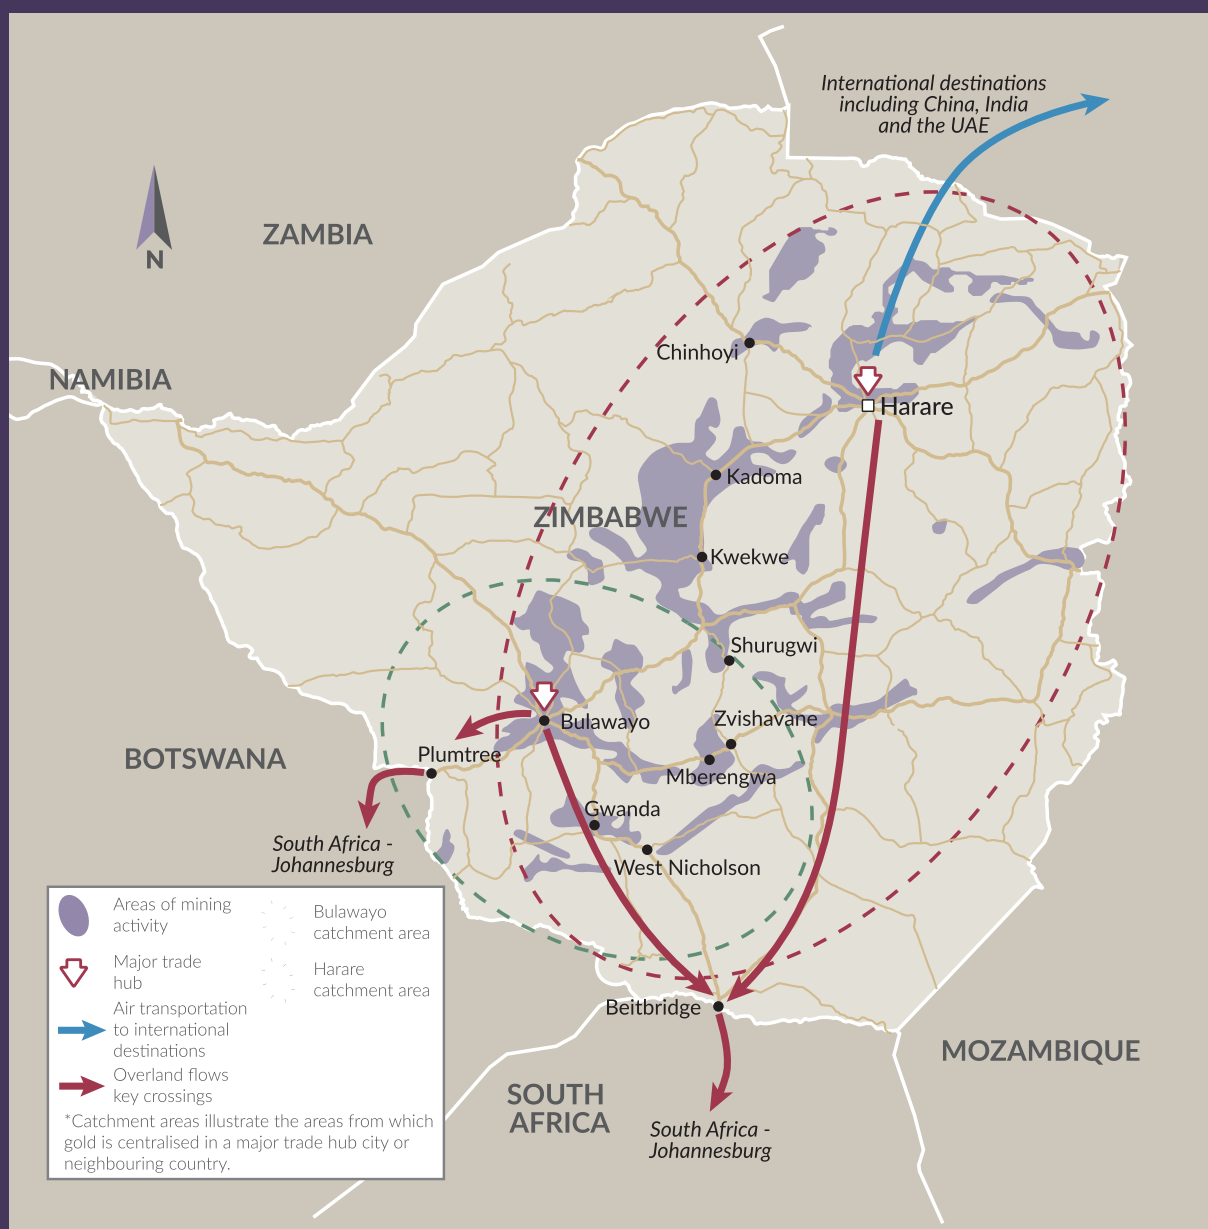 International destinations
including China, India
and the UAE
ZAMBIA
N
NAMIBIA
Chinhoyi
Harare
Kadoma
ZIMBABWE
Kwekwe
Shurugwi
Bulawayo
Zvishavane
BOTSWANA
Plumtree
Mberengwa
Gwanda
South Africa -
Johannesburg
West Nicholson
Beitbridge
MOZAMBIQUE
SOUTH
AFRICA
South Africa -
Johannesburg
Areas of mining
activity
Major trade
hub
Air transportation
to international
destinations
Overland flows
key crossings
Bulawayo
catchment area
Harare
catchment area
*Catchment areas illustrate the areas from which
gold is centralised in a major trade hub city or
neighbouring country.